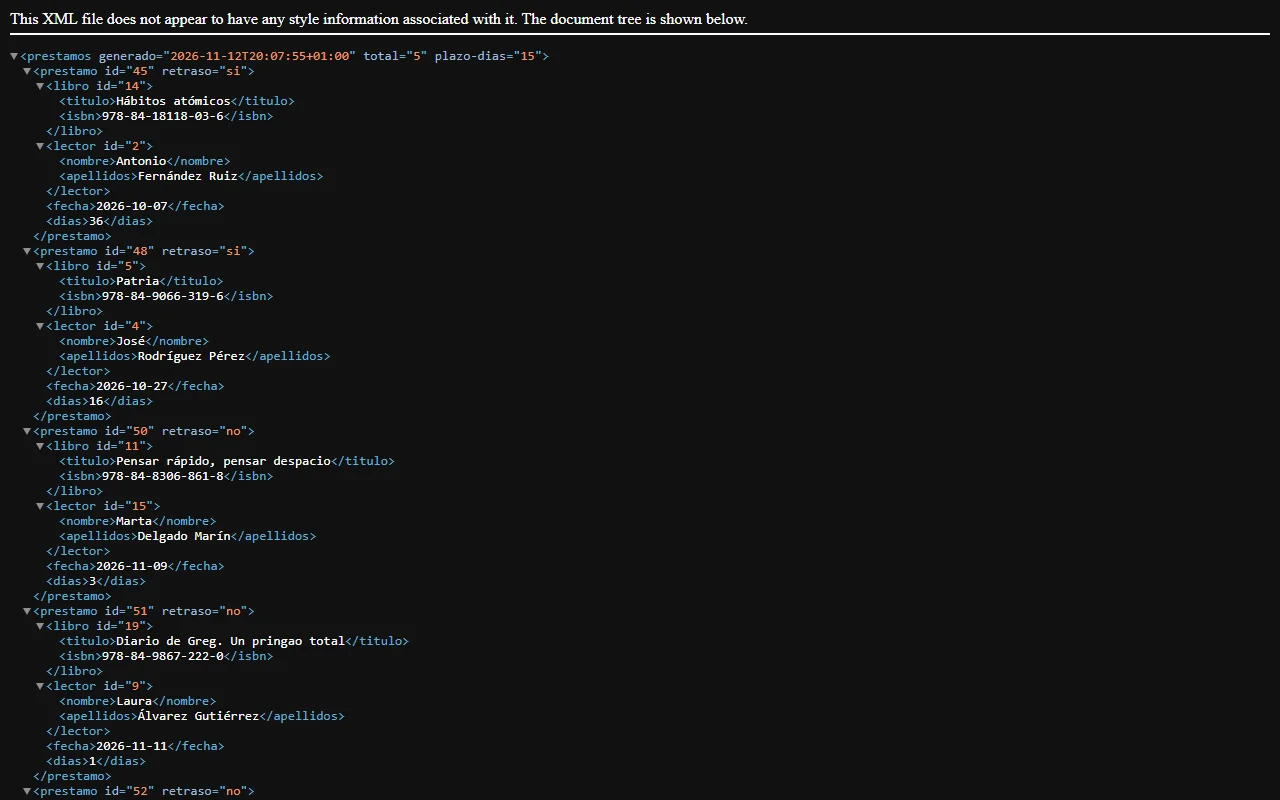 This XML file does not appear to have any style information associated with it. The document tree is shown below.
<prestamos generado="2026-11-12T20:07:55+01:00" total="5" plazo-dias="15">
<prestamo id="45" retraso="si">
<libro id="14">
<titulo>Hábitos atómicos</titulo>
<isbn>978-84-18118-03-6</isbn>
</libro>
<lector id="2">
<nombre>Antonio</nombre>
<apellidos>Fernández Ruiz</apellidos>
</lector>
<fecha>2026-10-07</fecha>
<dias>36</dias>
</prestamo>
<prestamo id="48" retraso="si">
<libro id="5">
<titulo>Patria</titulo>
<isbn>978-84-9066-319-6</isbn>
</libro>
<lector id="4">
<nombre>José</nombre>
<apellidos>Rodríguez Pérez</apellidos>
</lector>
<fecha>2026-10-27</fecha>
<dias>16</dias>
</prestamo>
<prestamo id="50" retraso="no">
<libro id="11">
<titulo>Pensar rápido, pensar despacio</titulo>
<isbn>978-84-8306-861-8</isbn>
</libro>
<lector id="15">
<nombre>Marta</nombre>
<apellidos>Delgado Marín</apellidos>
</lector>
<fecha>2026-11-09</fecha>
<dias>3</dias>
</prestamo>
<prestamo id="51" retraso="no">
<libro id="19">
<titulo>Diario de Greg. Un pringao total</titulo>
<isbn>978-84-9867-222-0</isbn>
</libro>
<lector id="9">
<nombre>Laura</nombre>
<apellidos>Álvarez Gutiérrez</apellidos>
</lector>
<fecha>2026-11-11</fecha>
<dias>1</dias>
</prestamo>
<prestamo id="52" retraso="no">